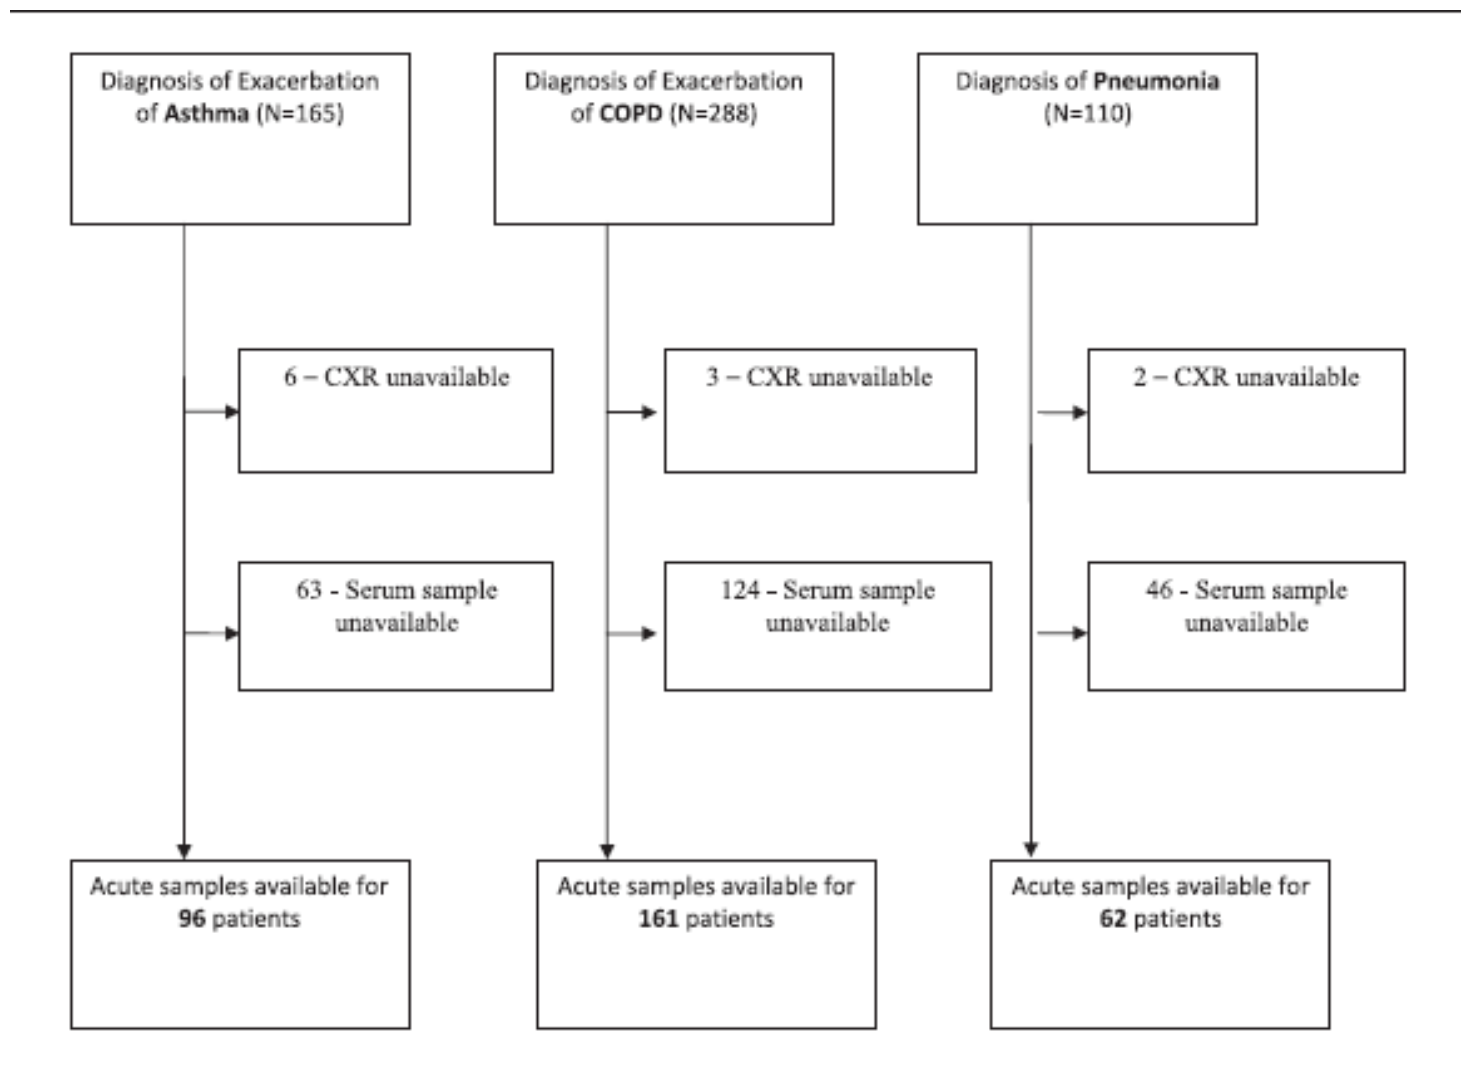 Diagnosis of Exacerbation
of Asthma (N=165)
Diagnosis of Exacerbation
of COPD (N=288)
Diagnosis of Pneumonia
(N=110)
6 – CXR unavailable
3 – CXR unavailable
2 – CXR unavailable
63 - Serum sample
unavailable
124 - Serum sample
unavailable
46 - Serum sample
unavailable
Acute samples available for
96 patients
Acute samples available for
161 patients
Acute samples available for
62 patients